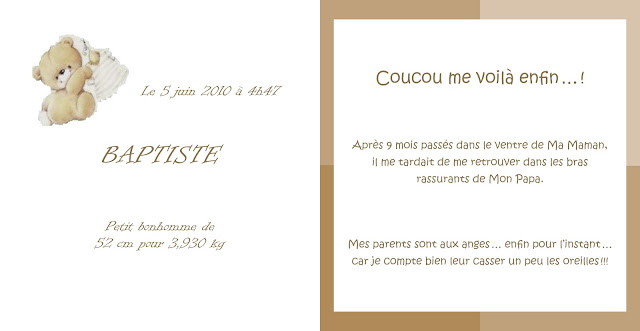 Le 5 juin 2010 à 4h47
BAPTISTE
Petit bonhomme de
52 cm pour 3,930 kg
Coucou me voilà enfin...!
Après 9 mois passés dans le ventre de Ma Maman,
il me tardait de me retrouver dans les bras
rassurants de Mon Papa.
Mes parents sont aux anges... enfin pour l'instant...
car je compte bien leur casser un peu les oreilles!!!